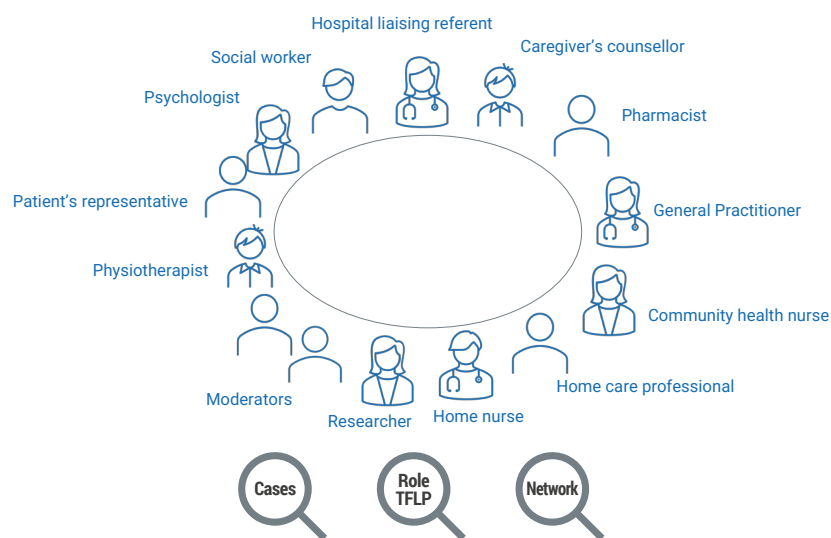 Hospital liaising referent
Caregiver's counsellor
Social worker
Psychologist
Pharmacist
Patient's representative
General Practitioner
Physiotherapist
Community health nurse
Home care professional
Moderators
Researcher
Home nurse
Cases
Role
TFLP
Network